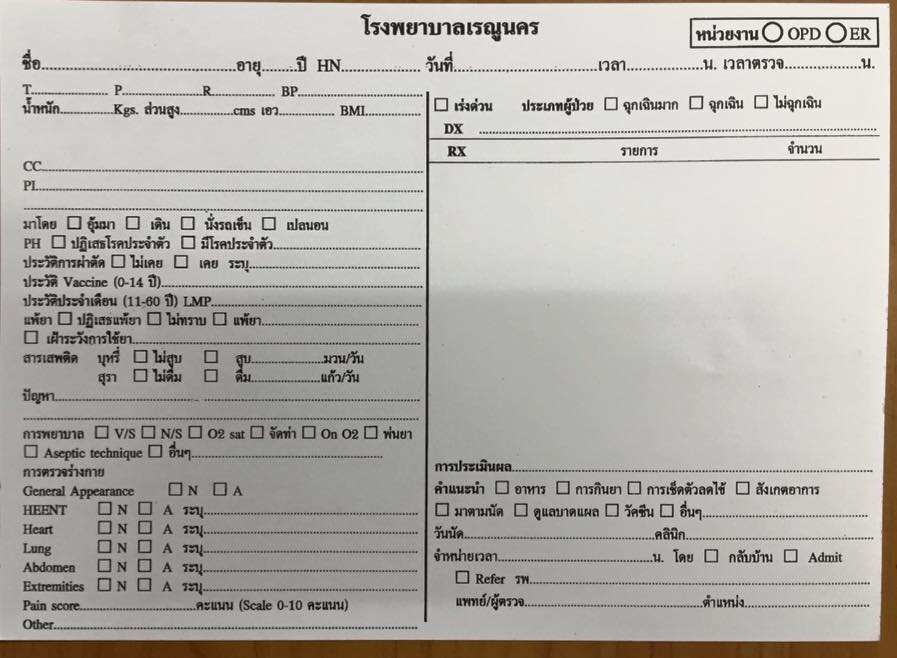 โรงพยาบาลเรณูนคร
หน่วยงาน ◯ OPD ◯ ER
ชื่อ..............................อายุ........ปี HN..................วันที่..............................เวลา....................น. เวลาตรวจ..................น.
T.................... P.................... R.................... BP....................
น้ำหนัก.............Kgs. ส่วนสูง.............cms เอว............. BMI.............
CC....................
PI....................
....................
มาโดย ☐ อุ้มมา ☐ เดิน ☐ นั่งรถเข็น ☐ เปลนอน
PH ☐ ปฏิเสธโรคประจำตัว ☐ มีโรคประจำตัว....................
ประวัติการผ่าตัด ☐ ไม่เคย ☐ เคย ระบุ....................
ประวัติ Vaccine (0-14 ปี)....................
ประวัติประจำเดือน (11-60 ปี) LMP....................
แพ้ยา ☐ ปฏิเสธแพ้ยา ☐ ไม่ทราบ ☐ แพ้ยา....................
☐ เฝ้าระวังการใช้ยา....................
สารเสพติด บุหรี่ ☐ ไม่สูบ ☐ สูบ....................มวน/วัน
สุรา ☐ ไม่ดื่ม ☐ ดื่ม....................แก้ว/วัน
ปัญหา....................
....................
การพยาบาล ☐ V/S ☐ N/S ☐ O2 sat ☐ จัดท่า ☐ On O2 ☐ พ่นยา
☐ Aseptic technique ☐ อื่นๆ....................
การตรวจร่างกาย
General Appearance ☐ N ☐ A
HEENT ☐ N ☐ A ระบุ....................
Heart ☐ N ☐ A ระบุ....................
Lung ☐ N ☐ A ระบุ....................
Abdomen ☐ N ☐ A ระบุ....................
Extremities ☐ N ☐ A ระบุ....................
Pain score....................คะแนน (Scale 0-10 คะแนน)
Other....................
☐ เร่งด่วน ประเภทผู้ป่วย ☐ ฉุกเฉินมาก ☐ ฉุกเฉิน ☐ ไม่ฉุกเฉิน
DX ....................
RX รายการ จำนวน
การประเมินผล....................
คำแนะนำ ☐ อาหาร ☐ การกินยา ☐ การเช็ดตัวลดไข้ ☐ สังเกตอาการ
☐ มาตามนัด ☐ ดูแลบาดแผล ☐ วัคซีน ☐ อื่นๆ....................
วันนัด....................คลินิก....................
จำหน่ายเวลา....................น. โดย ☐ กลับบ้าน ☐ Admit
☐ Refer รพ....................
แพทย์/ผู้ตรวจ....................ตำแหน่ง....................